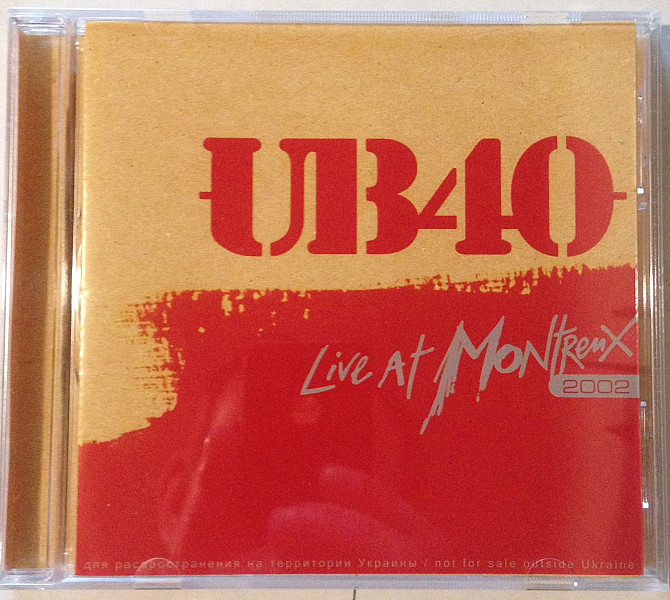 UB40
Live At Montreux
2002
для распространения на территории Украины / not for sale outside Ukraine